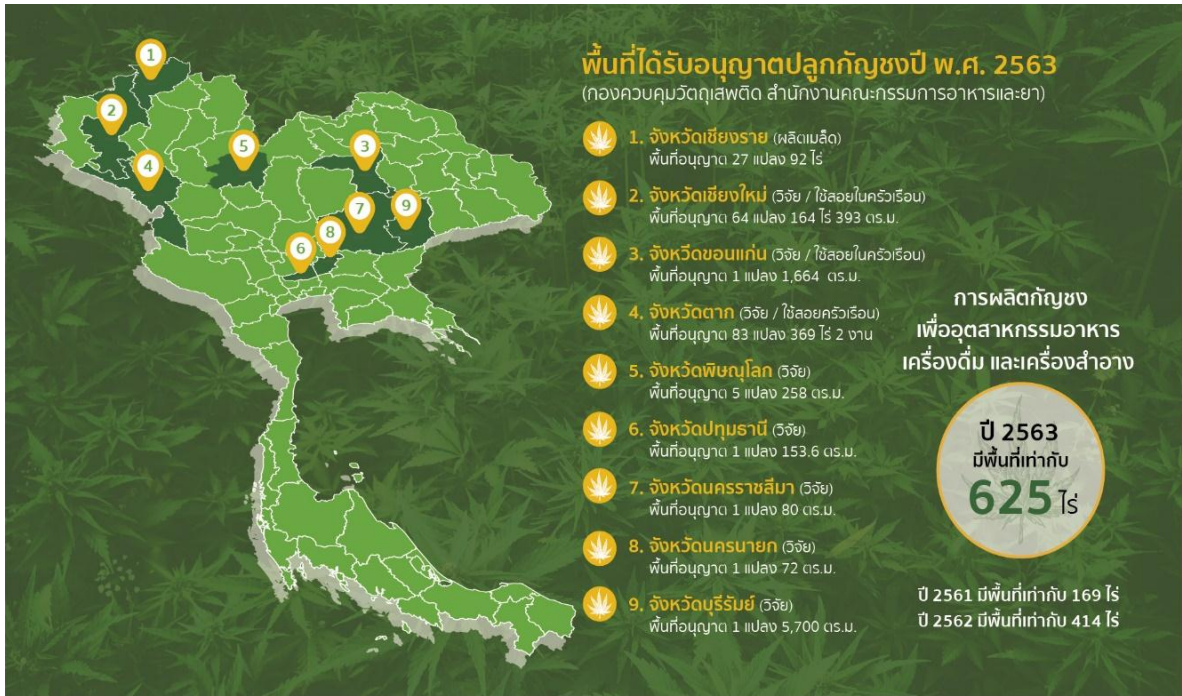 พื้นที่ได้รับอนุญาตปลูกกัญชงปี พ.ศ. 2563
(กองควบคุมวัตถุเสพติด สำนักงานคณะกรรมการอาหารและยา)
1. จังหวัดเชียงราย (ผลิตเมล็ด)
พื้นที่อนุญาต 27 แปลง 92 ไร่
2. จังหวัดเชียงใหม่ (วิจัย / ใช้สอยในครัวเรือน)
พื้นที่อนุญาต 64 แปลง 164 ไร่ 393 ตร.ม.
3. จังหวัดขอนแก่น (วิจัย / ใช้สอยในครัวเรือน)
พื้นที่อนุญาต 1 แปลง 1,664 ตร.ม.
4. จังหวัดตาก (วิจัย / ใช้สอยครัวเรือน)
พื้นที่อนุญาต 83 แปลง 369 ไร่ 2 งาน
5. จังหวัดพิษณุโลก (วิจัย)
พื้นที่อนุญาต 5 แปลง 258 ตร.ม.
6. จังหวัดปทุมธานี (วิจัย)
พื้นที่อนุญาต 1 แปลง 153.6 ตร.ม.
7. จังหวัดนครราชสีมา (วิจัย)
พื้นที่อนุญาต 1 แปลง 80 ตร.ม.
8. จังหวัดนครนายก (วิจัย)
พื้นที่อนุญาต 1 แปลง 72 ตร.ม.
9. จังหวัดบุรีรัมย์ (วิจัย)
พื้นที่อนุญาต 1 แปลง 5,700 ตร.ม.
การผลิตกัญชง
เพื่ออุตสาหกรรมอาหาร
เครื่องดื่ม และเครื่องสำอาง
ปี 2563
มีพื้นที่เท่ากับ
625 ไร่
ปี 2561 มีพื้นที่เท่ากับ 169 ไร่
ปี 2562 มีพื้นที่เท่ากับ 414 ไร่
1
2
3
4
5
6
7
8
9